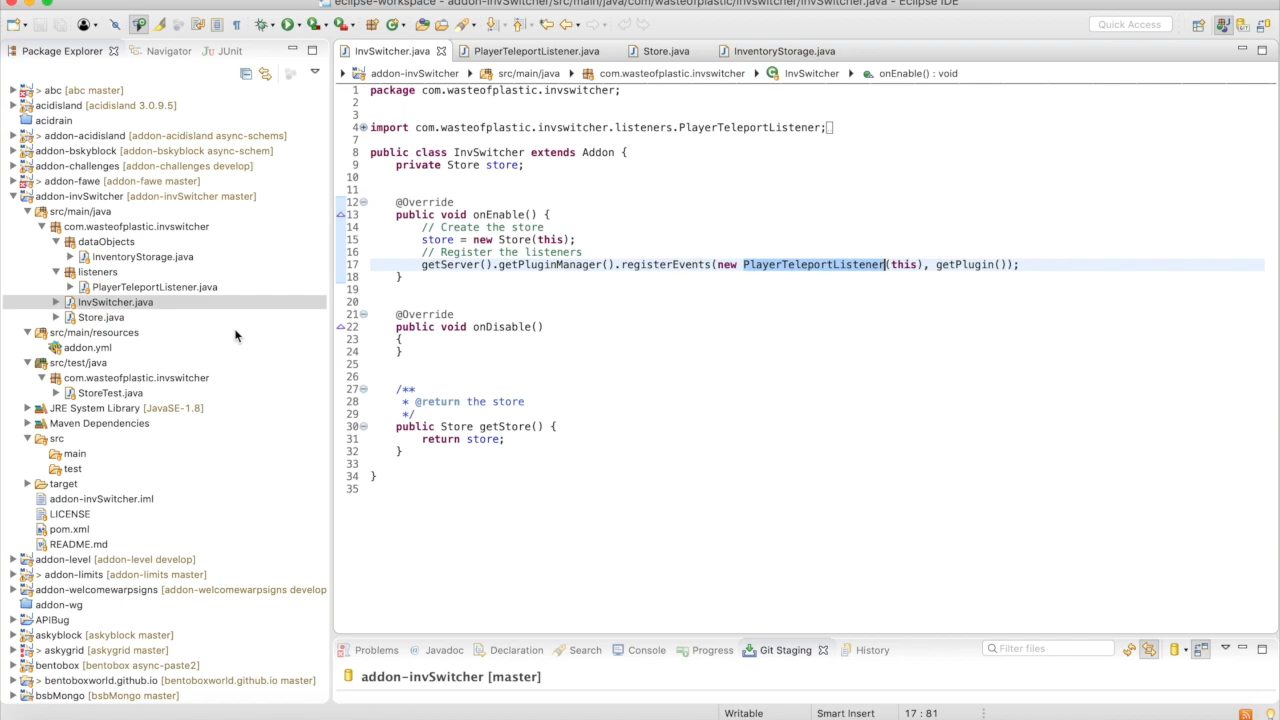 eclipse-workspace - addon-invSwitcher/src/main/java/com/wasteofplastic/invswitcher/InvSwitcher.java - Eclipse IDE
Quick Access
Package Explorer
Navigator
JUnit
abc [abc master]
acidisland [acidisland 3.0.9.5]
acidrain
> addon-acidisland [addon-acidisland async-schems]
addon-bskyblock [addon-bskyblock async-schem]
addon-challenges [addon-challenges develop]
> addon-fawe [addon-fawe master]
addon-invSwitcher [addon-invSwitcher master]
src/main/java
com.wasteofplastic.invswitcher
dataObjects
InventoryStorage.java
listeners
PlayerTeleportListener.java
InvSwitcher.java
Store.java
src/main/resources
addon.yml
src/test/java
com.wasteofplastic.invswitcher
StoreTest.java
JRE System Library [JavaSE-1.8]
Maven Dependencies
src
main
test
target
addon-invSwitcher.iml
LICENSE
pom.xml
README.md
addon-level [addon-level develop]
> addon-limits [addon-limits master]
addon-welcomewarpsigns [addon-welcomewarpsigns develop
addon-wg
APIBug
askyblock [askyblock master]
> askygrid [askygrid master]
bentobox [bentobox async-paste2]
> bentoboxworld.github.io [bentoboxworld.github.io master]
bsbMongo [bsbMongo master]
InvSwitcher.java
PlayerTeleportListener.java
Store.java
InventoryStorage.java
addon-invSwitcher
src/main/java
com.wasteofplastic.invswitcher
InvSwitcher
onEnable() : void
1 package com.wasteofplastic.invswitcher;
2
3
4 import com.wasteofplastic.invswitcher.listeners.PlayerTeleportListener;
7
8 public class InvSwitcher extends Addon {
9 private Store store;
10
11
12 @Override
13 public void onEnable() {
14 // Create the store
15 store = new Store(this);
16 // Register the listeners
17 getServer().getPluginManager().registerEvents(new PlayerTeleportListener(this), getPlugin());
18 }
19
20
21 @Override
22 public void onDisable()
23 {
24 }
25
26
27 /**
28 * @return the store
29 */
30 public Store getStore() {
31 return store;
32 }
33
34 }
35
Problems
@ Javadoc
Declaration
Search
Console
Progress
Git Staging
History
Filter files
addon-invSwitcher [master]
Writable
Smart Insert
17 : 81